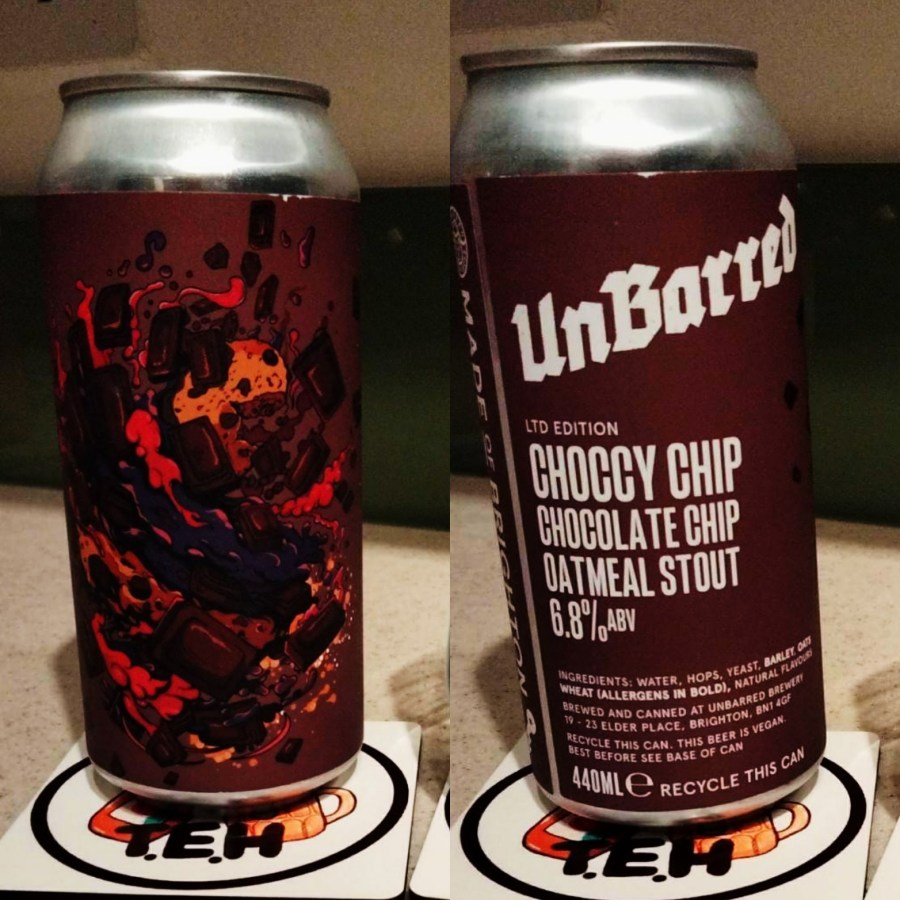 T.E.H
UnBarred
LTD EDITION
CHOCCY CHIP
CHOCOLATE CHIP
OATMEAL STOUT
6.8% ABV
INGREDIENTS: WATER, HOPS, YEAST, BARLEY, OATS
WHEAT (ALLERGENS IN BOLD), NATURAL FLAVOURS
BREWED AND CANNED AT UNBARRED BREWERY
19 - 23 ELDER PLACE, BRIGHTON, BN1 4GF
RECYCLE THIS CAN. THIS BEER IS VEGAN.
BEST BEFORE SEE BASE OF CAN
440ML e RECYCLE THIS CAN
MADE OF BRIGHTON &
T.E.H